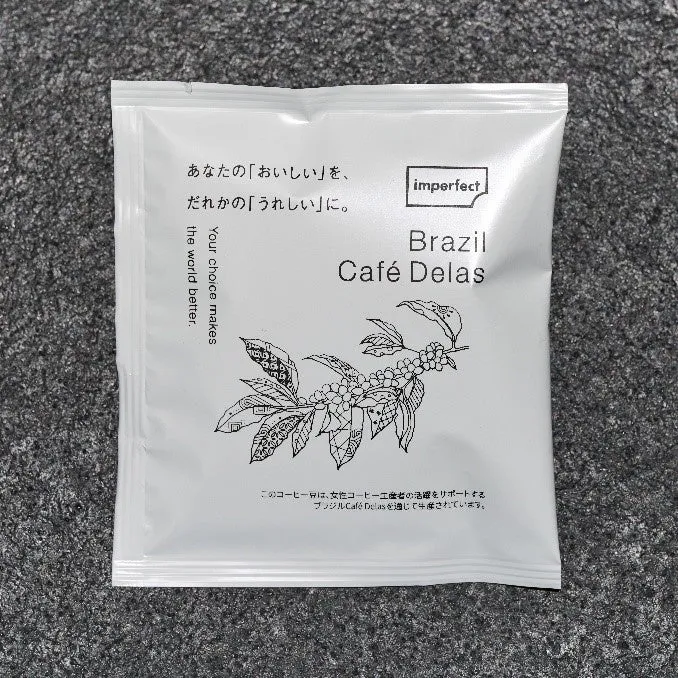 あなたの「おいしい」を、
だれかの「うれしい」に。
Your choice makes
the world better.
imperfect
Brazil
Café Delas
このコーヒー豆は、女性コーヒー生産者の活躍をサポートする
ブラジルCafé Delasを通じて生産されています。